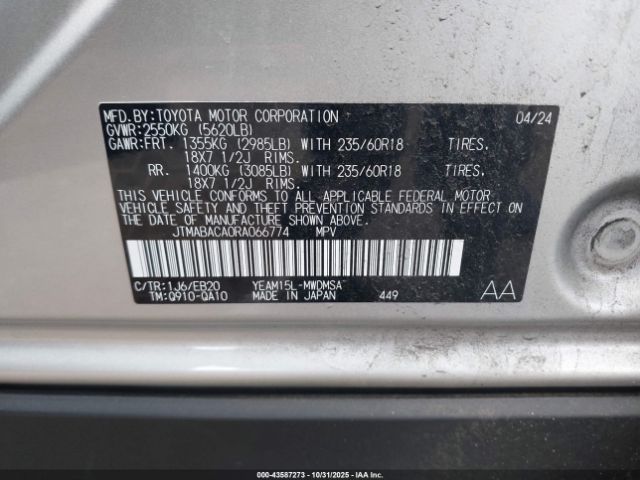 MFD.BY:TOYOTA MOTOR CORPORATION 04/24
GVWR:2550KG (5620LB)
GAWR:FRT. 1355KG (2985LB) WITH 235/60R18 TIRES.
18X7 1/2J RIMS.
RR. 1400KG (3085LB) WITH 235/60R18 TIRES.
18X7 1/2J RIMS.
THIS VEHICLE CONFORMS TO ALL APPLICABLE FEDERAL MOTOR
VEHICLE SAFETY AND THEFT PREVENTION STANDARDS IN EFFECT ON
THE DATE OF MANUFACTURE SHOWN ABOVE.
JTMABACA0RA066774 MPV
C/TR:1J6/EB20 YEAM15L-MWDMSA
TM:Q910-QA10 MADE IN JAPAN 449 AA
000-43587273 - 10/31/2025 - IAA Inc.